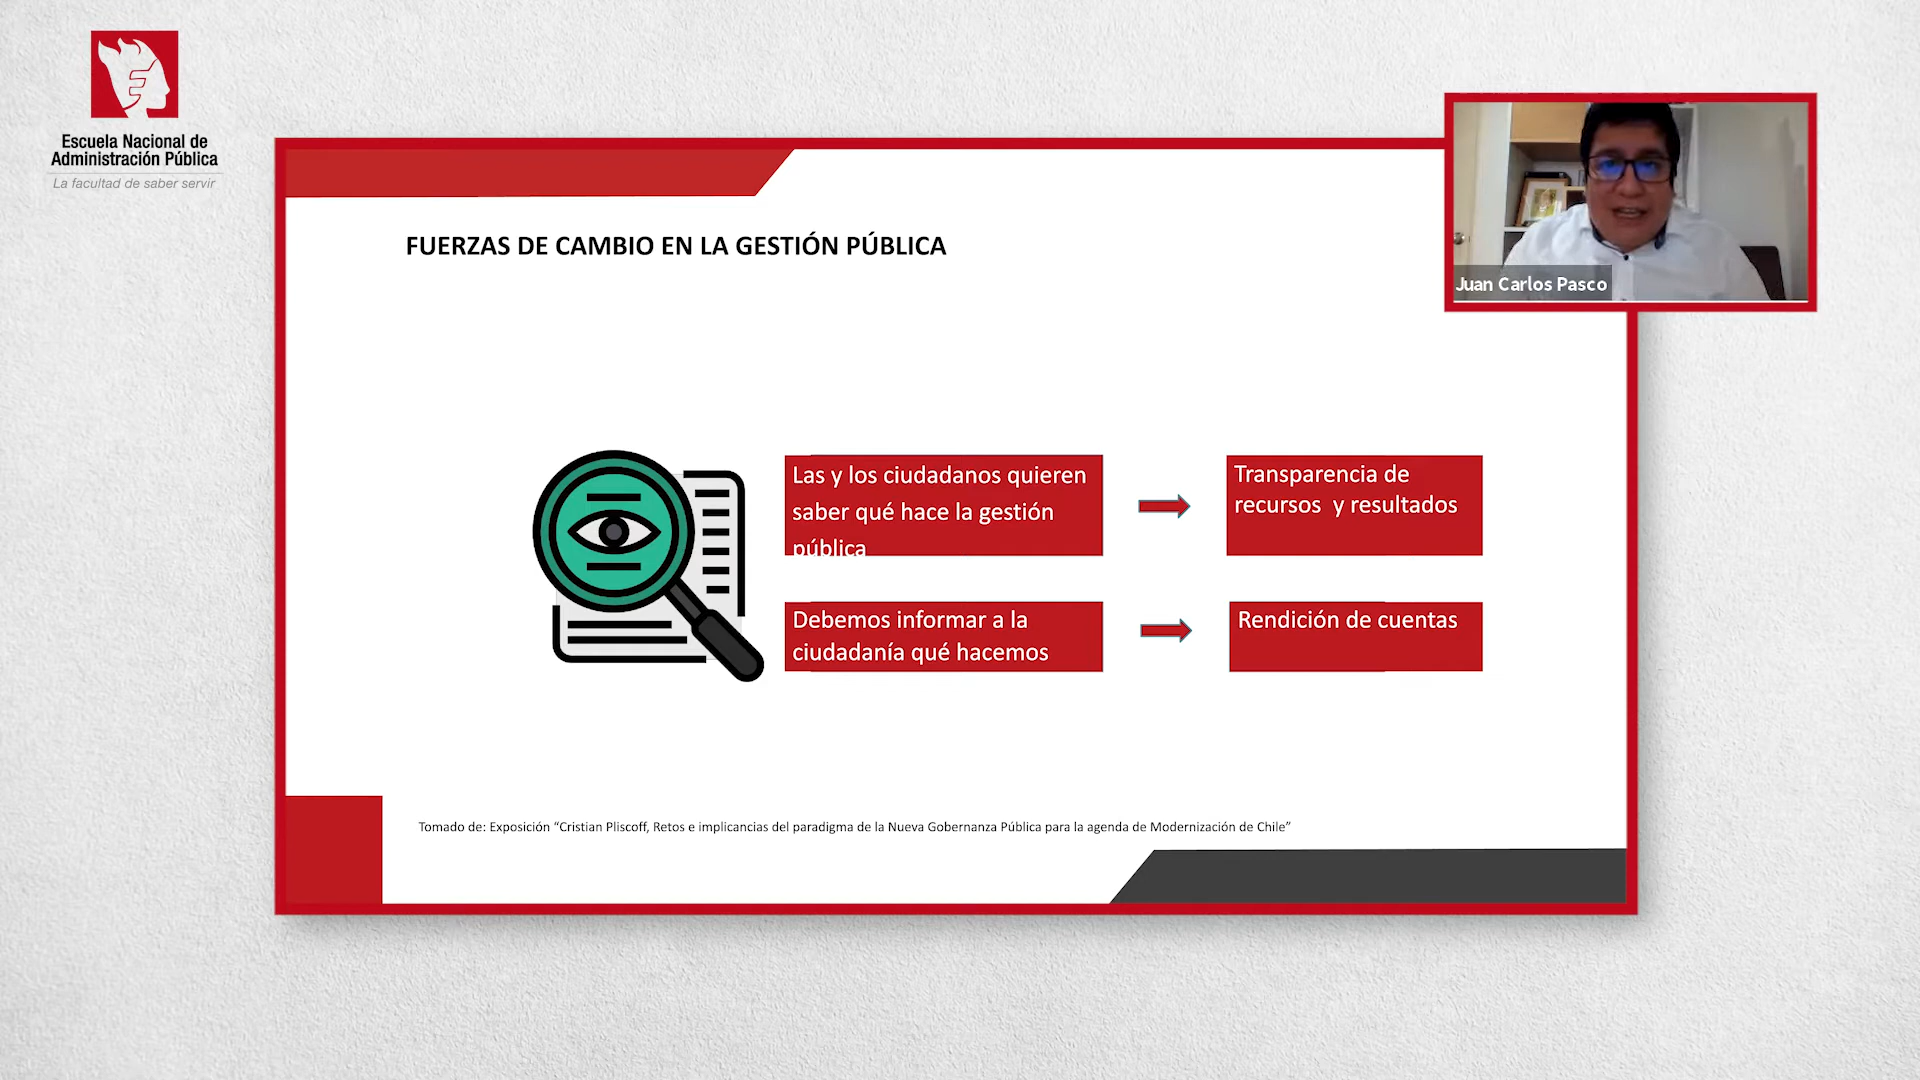 Escuela Nacional de
Administración Pública
La facultad de saber servir
Juan Carlos Pasco
FUERZAS DE CAMBIO EN LA GESTIÓN PÚBLICA
Las y los ciudadanos quieren
saber qué hace la gestión
pública
Transparencia de
recursos y resultados
Debemos informar a la
ciudadanía qué hacemos
Rendición de cuentas
Tomado de: Exposición “Cristian Pliscoff, Retos e implicancias del paradigma de la Nueva Gobernanza Pública para la agenda de Modernización de Chile”